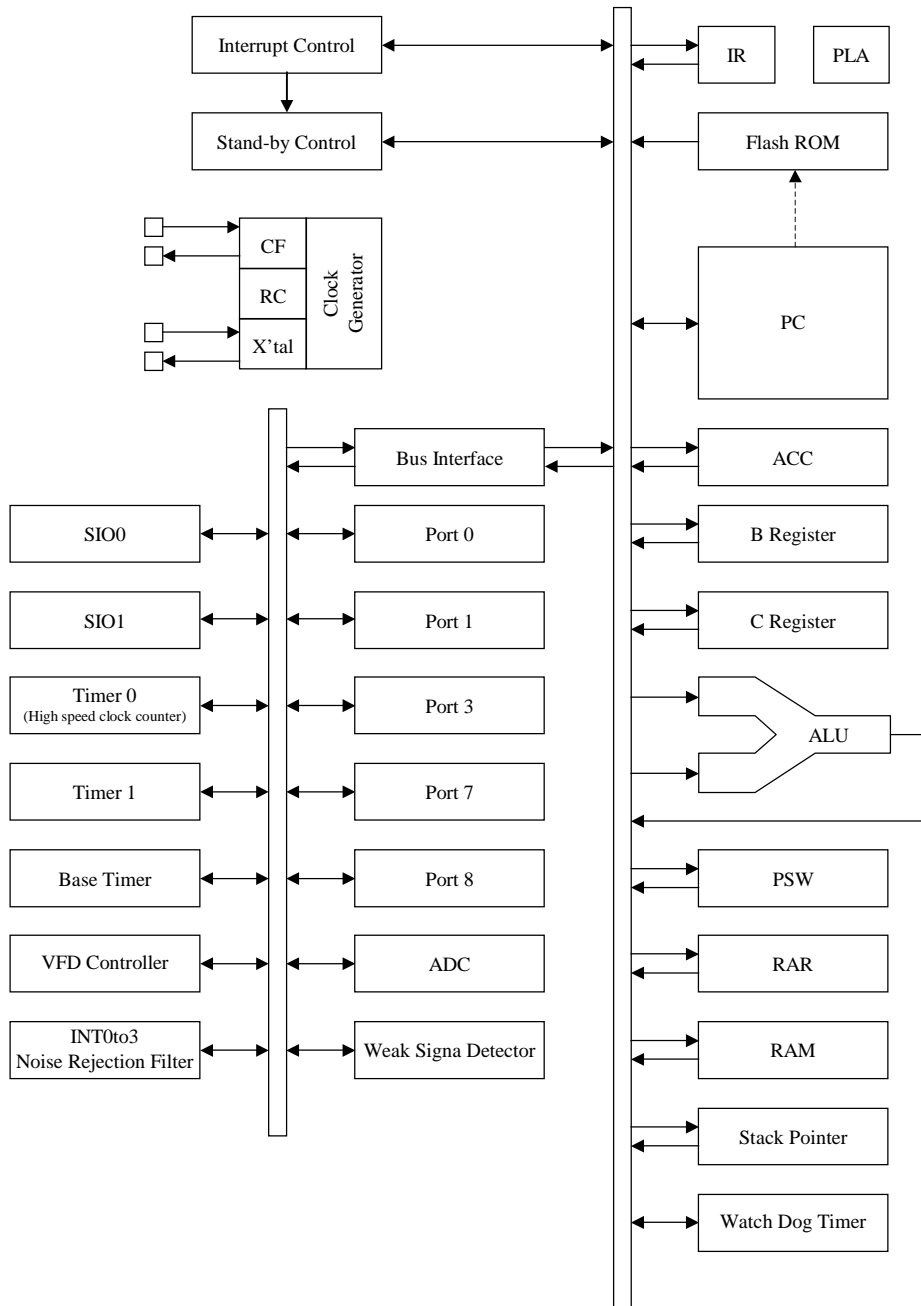 Interrupt Control
IR
PLA
Stand-by Control
Flash ROM
CF
RC
X'tal
Clock
Generator
PC
Bus Interface
ACC
SIO0
Port 0
B Register
SIO1
Port 1
C Register
Timer 0
(High speed clock counter)
Port 3
ALU
Timer 1
Port 7
Base Timer
Port 8
PSW
VFD Controller
ADC
RAR
INT0to3
Noise Rejection Filter
Weak Signa Detector
RAM
Stack Pointer
Watch Dog Timer